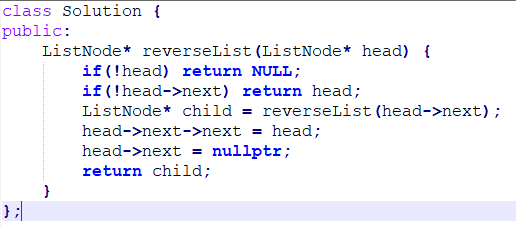 class Solution {
public:
    ListNode* reverseList(ListNode* head) {
        if(!head) return NULL;
        if(!head->next) return head;
        ListNode* child = reverseList(head->next);
        head->next->next = head;
        head->next = nullptr;
        return child;
    }
};